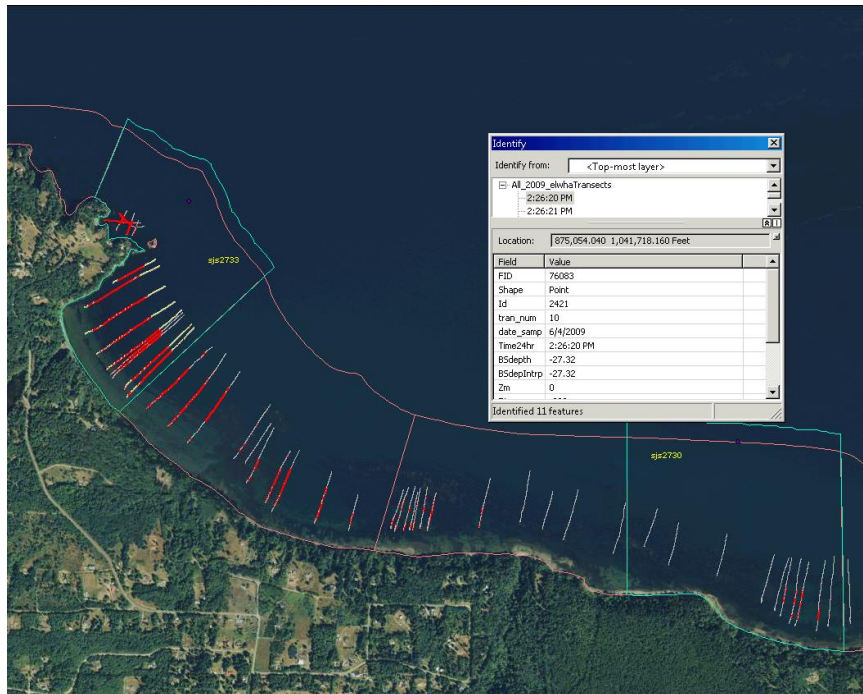 Identify
Identify from: <Top-most layer>
All_2009_elwhaTransects
2:26:20 PM
2:26:21 PM
Location: 875,054.040 1,041,718.160 Feet
Field Value
FID 76083
Shape Point
Id 2421
tran_num 10
date_samp 6/4/2009
Time24hr 2:26:20 PM
BSdepth -27.32
BSdepIntrp -27.32
Zm 0
Identified 11 features
sjs2733
sjs2730